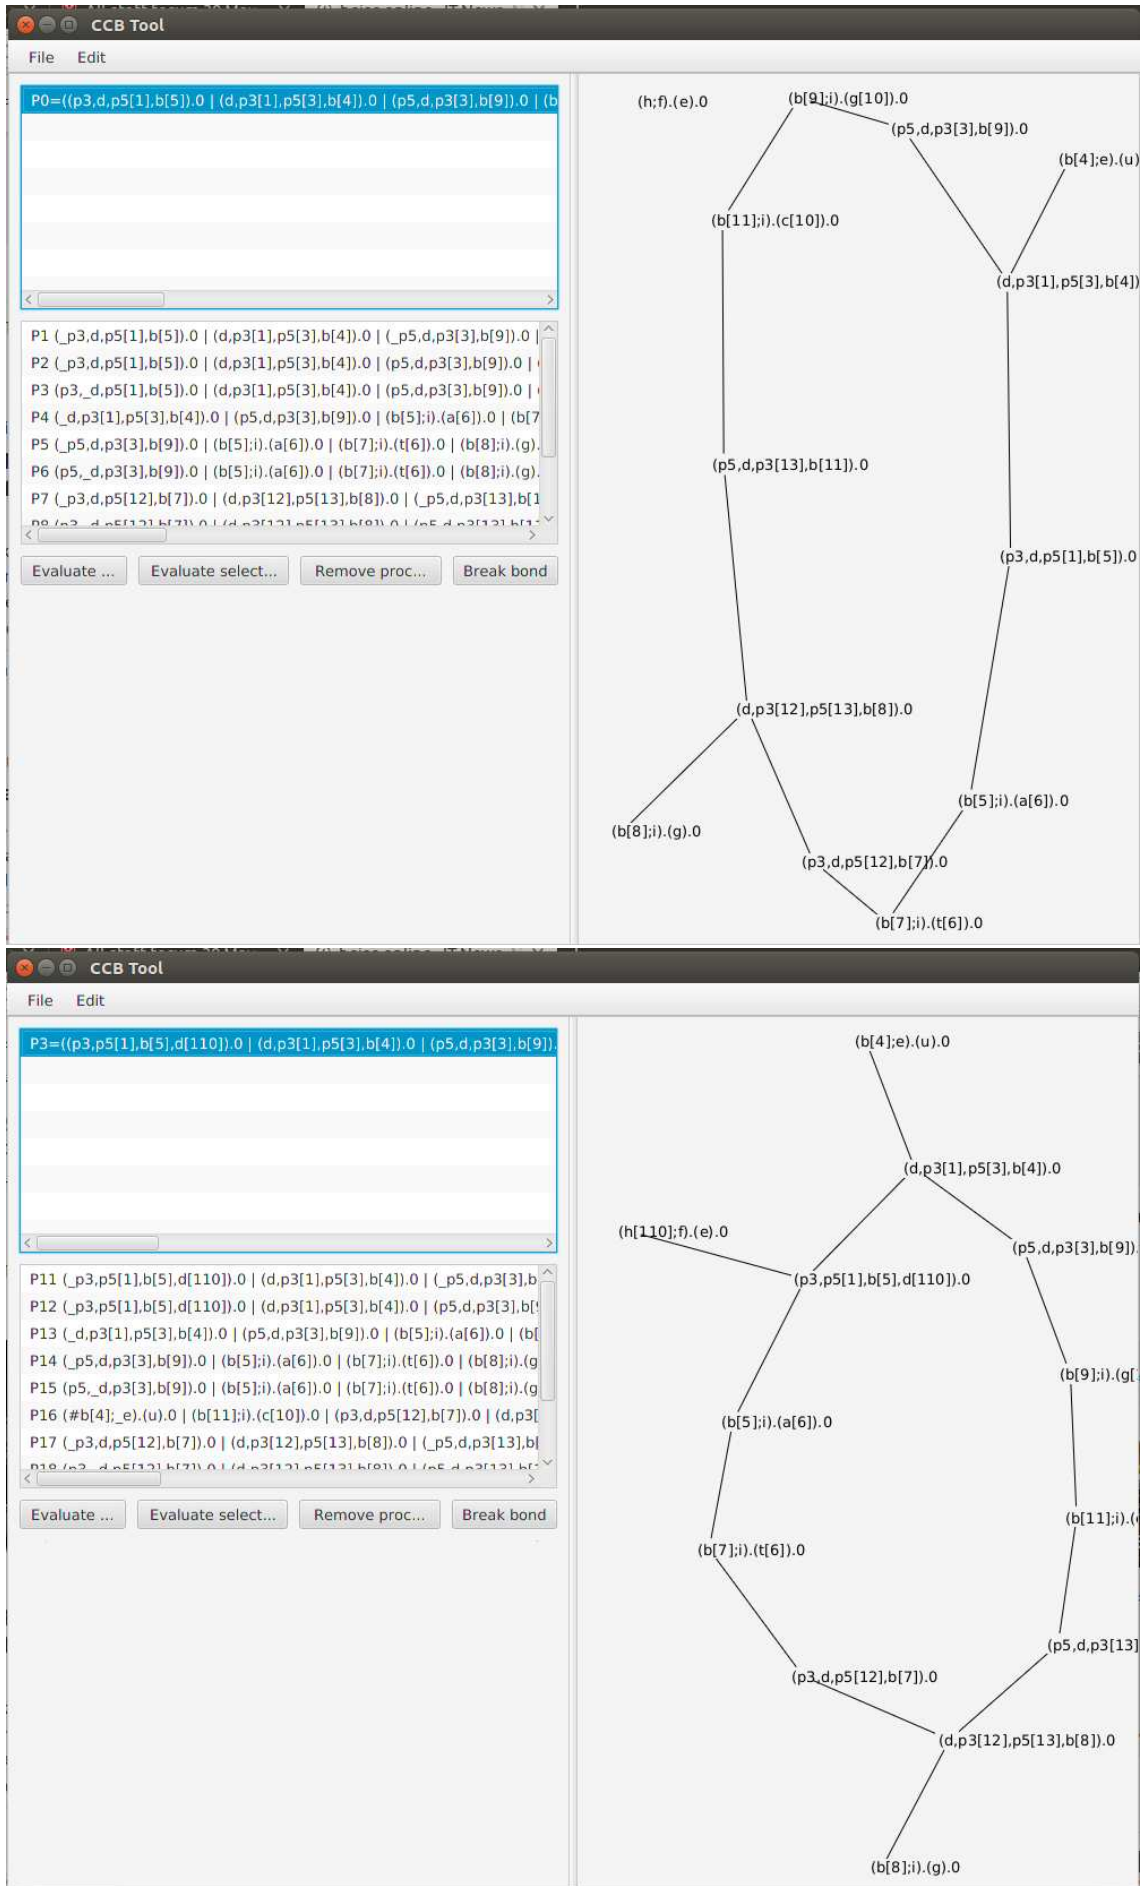 CCB Tool
File Edit
P0=((p3,d,p5[1],b[5]).0 | (d,p3[1],p5[3],b[4]).0 | (p5,d,p3[3],b[9]).0 | (b
P1 (_p3,d,p5[1],b[5]).0 | (d,p3[1],p5[3],b[4]).0 | (_p5,d,p3[3],b[9]).0 |
P2 (_p3,d,p5[1],b[5]).0 | (d,p3[1],p5[3],b[4]).0 | (p5,d,p3[3],b[9]).0 |
P3 (p3,_d,p5[1],b[5]).0 | (d,p3[1],p5[3],b[4]).0 | (p5,d,p3[3],b[9]).0 |
P4 (_d,p3[1],p5[3],b[4]).0 | (p5,d,p3[3],b[9]).0 | (b[5];i).(a[6]).0 | (b[7
P5 (_p5,d,p3[3],b[9]).0 | (b[5];i).(a[6]).0 | (b[7];i).(t[6]).0 | (b[8];i).(g).
P6 (p5,_d,p3[3],b[9]).0 | (b[5];i).(a[6]).0 | (b[7];i).(t[6]).0 | (b[8];i).(g).
P7 (_p3,d,p5[12],b[7]).0 | (d,p3[12],p5[13],b[8]).0 | (_p5,d,p3[13],b[1
Evaluate ... Evaluate select... Remove proc... Break bond
(h;f).(e).0
(b[9];i).(g[10]).0
(p5,d,p3[3],b[9]).0
(b[4];e).(u)
(b[11];i).(c[10]).0
(d,p3[1],p5[3],b[4])
(p5,d,p3[13],b[11]).0
(p3,d,p5[1],b[5]).0
(d,p3[12],p5[13],b[8]).0
(b[5];i).(a[6]).0
(b[8];i).(g).0
(p3,d,p5[12],b[7]).0
(b[7];i).(t[6]).0
CCB Tool
File Edit
P3=((p3,p5[1],b[5],d[110]).0 | (d,p3[1],p5[3],b[4]).0 | (p5,d,p3[3],b[9]).
P11 (_p3,p5[1],b[5],d[110]).0 | (d,p3[1],p5[3],b[4]).0 | (_p5,d,p3[3],b
P12 (_p3,p5[1],b[5],d[110]).0 | (d,p3[1],p5[3],b[4]).0 | (p5,d,p3[3],b[9
P13 (_d,p3[1],p5[3],b[4]).0 | (p5,d,p3[3],b[9]).0 | (b[5];i).(a[6]).0 | (b[
P14 (_p5,d,p3[3],b[9]).0 | (b[5];i).(a[6]).0 | (b[7];i).(t[6]).0 | (b[8];i).(g
P15 (p5,_d,p3[3],b[9]).0 | (b[5];i).(a[6]).0 | (b[7];i).(t[6]).0 | (b[8];i).(g
P16 (#b[4];_e).(u).0 | (b[11];i).(c[10]).0 | (p3,d,p5[12],b[7]).0 | (d,p3[
P17 (_p3,d,p5[12],b[7]).0 | (d,p3[12],p5[13],b[8]).0 | (_p5,d,p3[13],b[
Evaluate ... Evaluate select... Remove proc... Break bond
(b[4];e).(u).0
(d,p3[1],p5[3],b[4]).0
(h[110];f).(e).0
(p5,d,p3[3],b[9]).
(p3,p5[1],b[5],d[110]).0
(b[9];i).(g[
(b[5];i).(a[6]).0
(b[11];i).(
(b[7];i).(t[6]).0
(p5,d,p3[13]
(p3,d,p5[12],b[7]).0
(d,p3[12],p5[13],b[8]).0
(b[8];i).(g).0